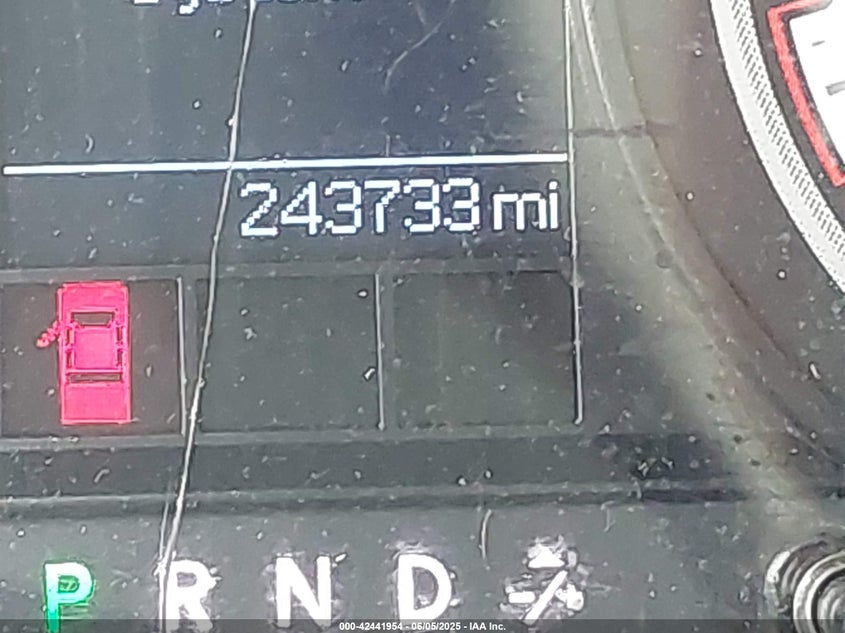 243733 mi
P R N D -/+
000-42441954 - 06/05/2025 - IAA Inc.